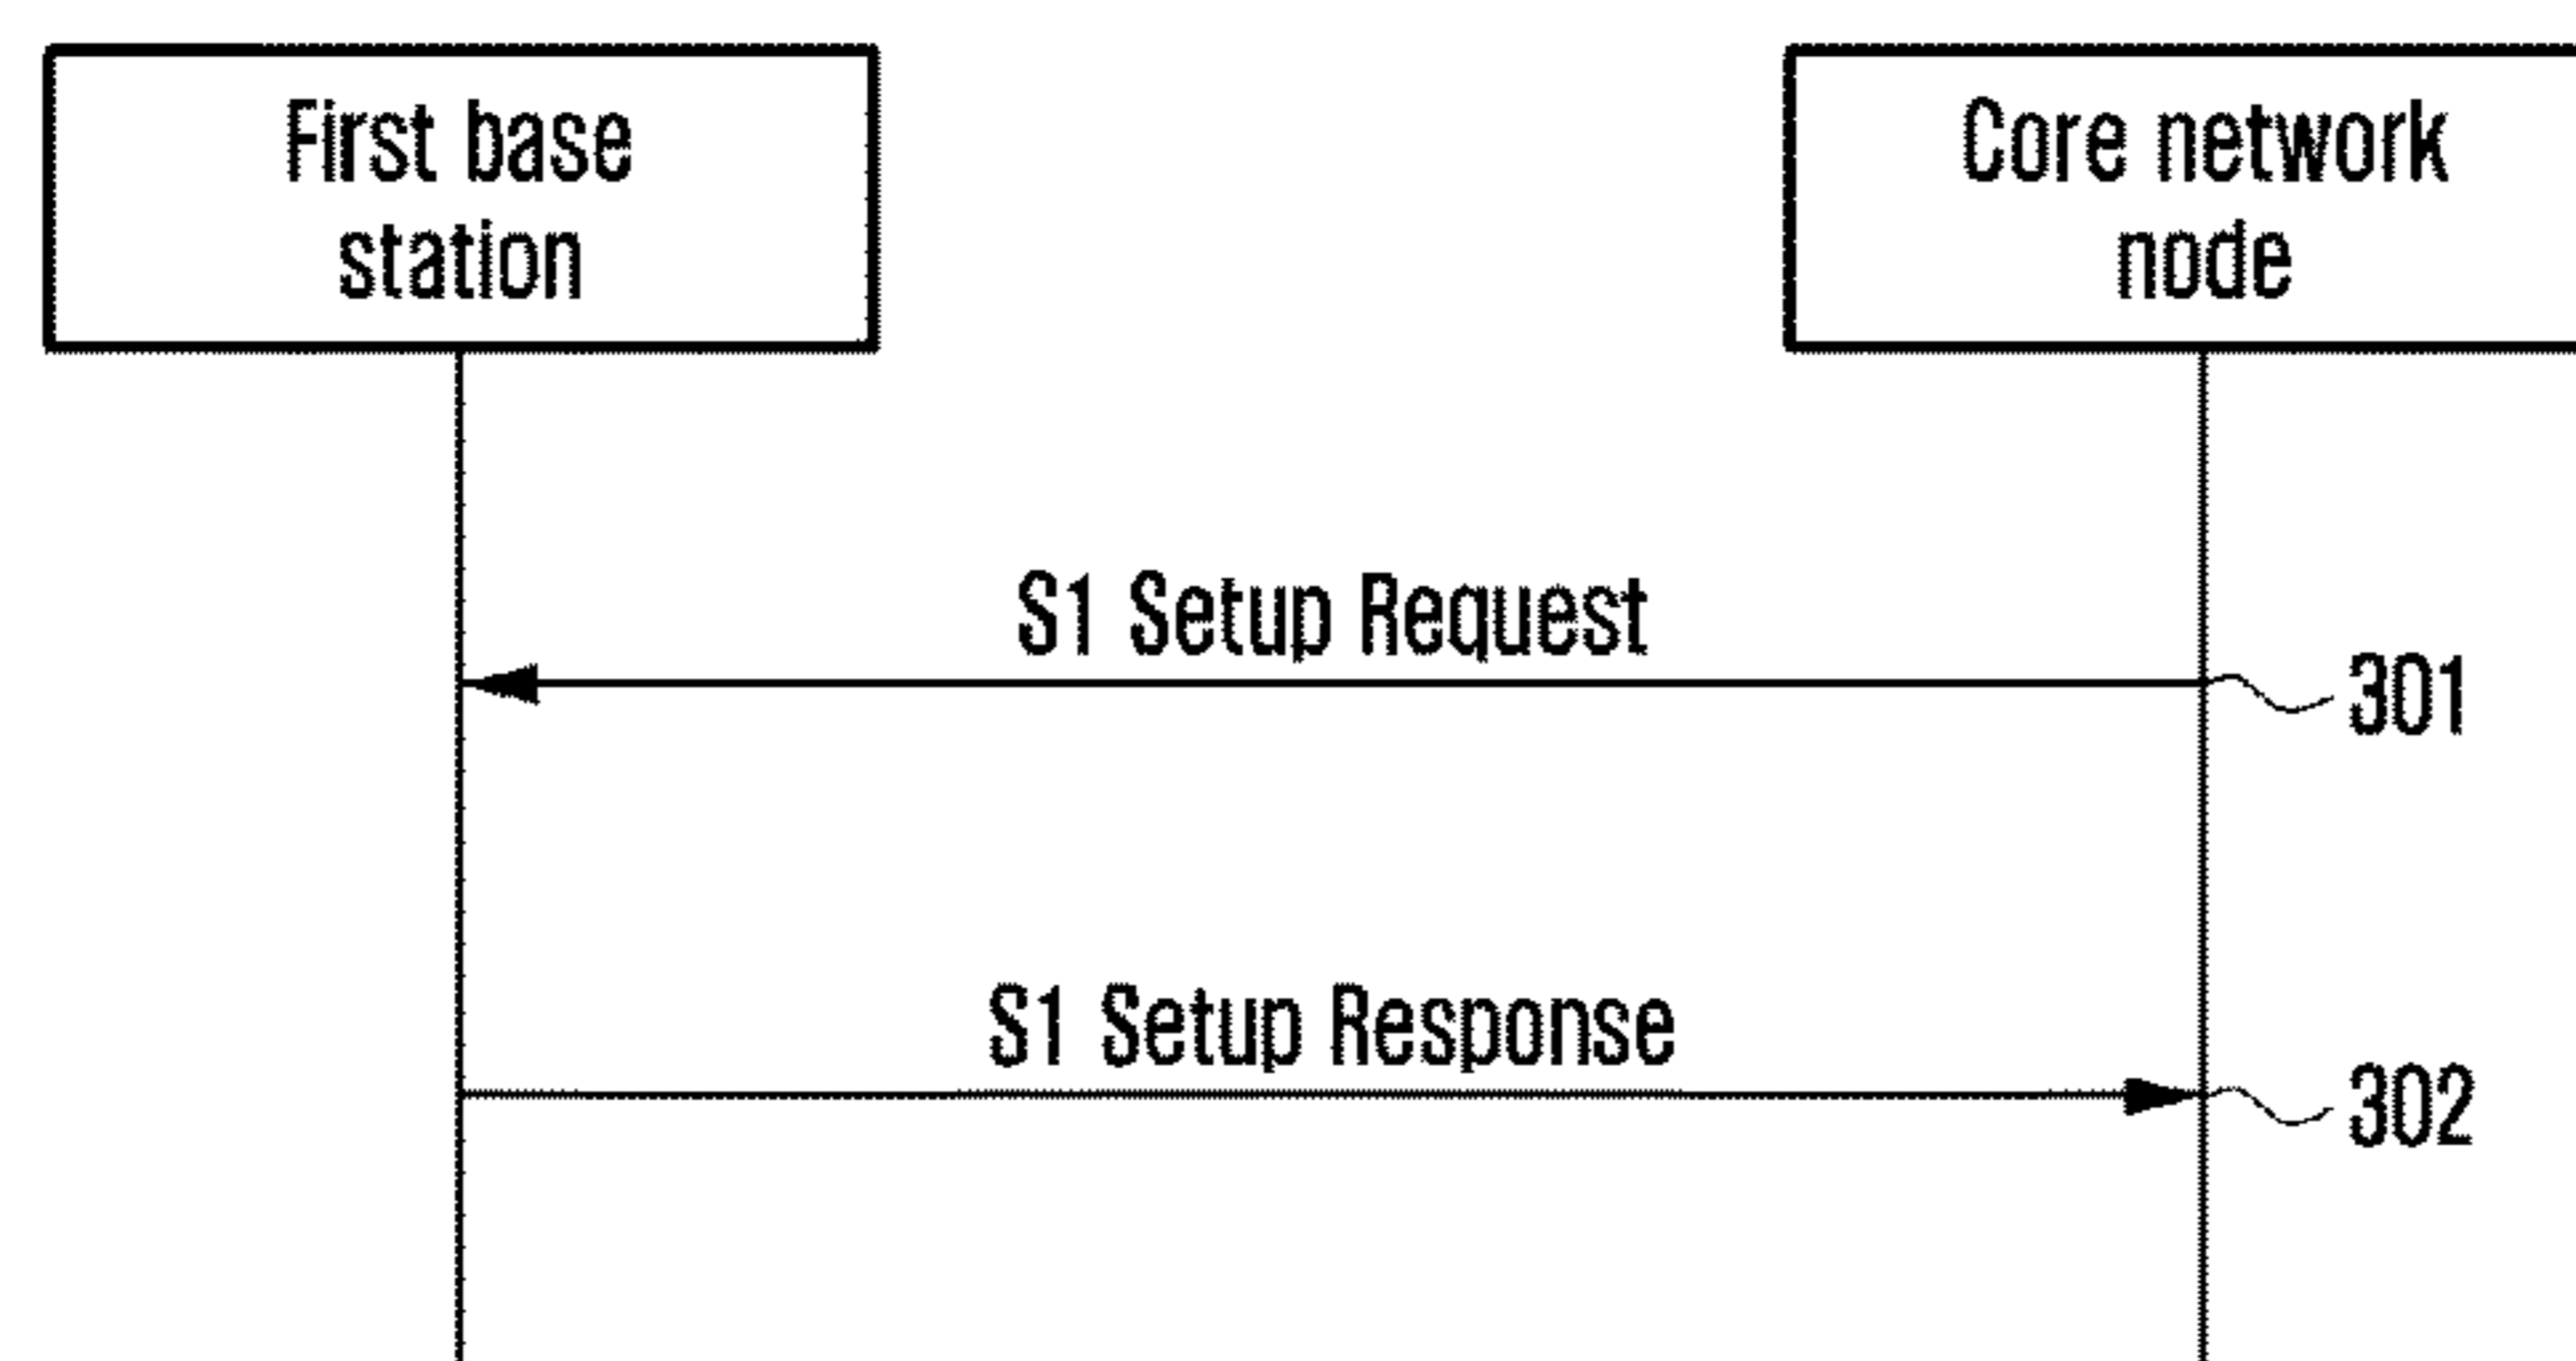 First base
station
Core network
node
S1 Setup Request
301
S1 Setup Response
302